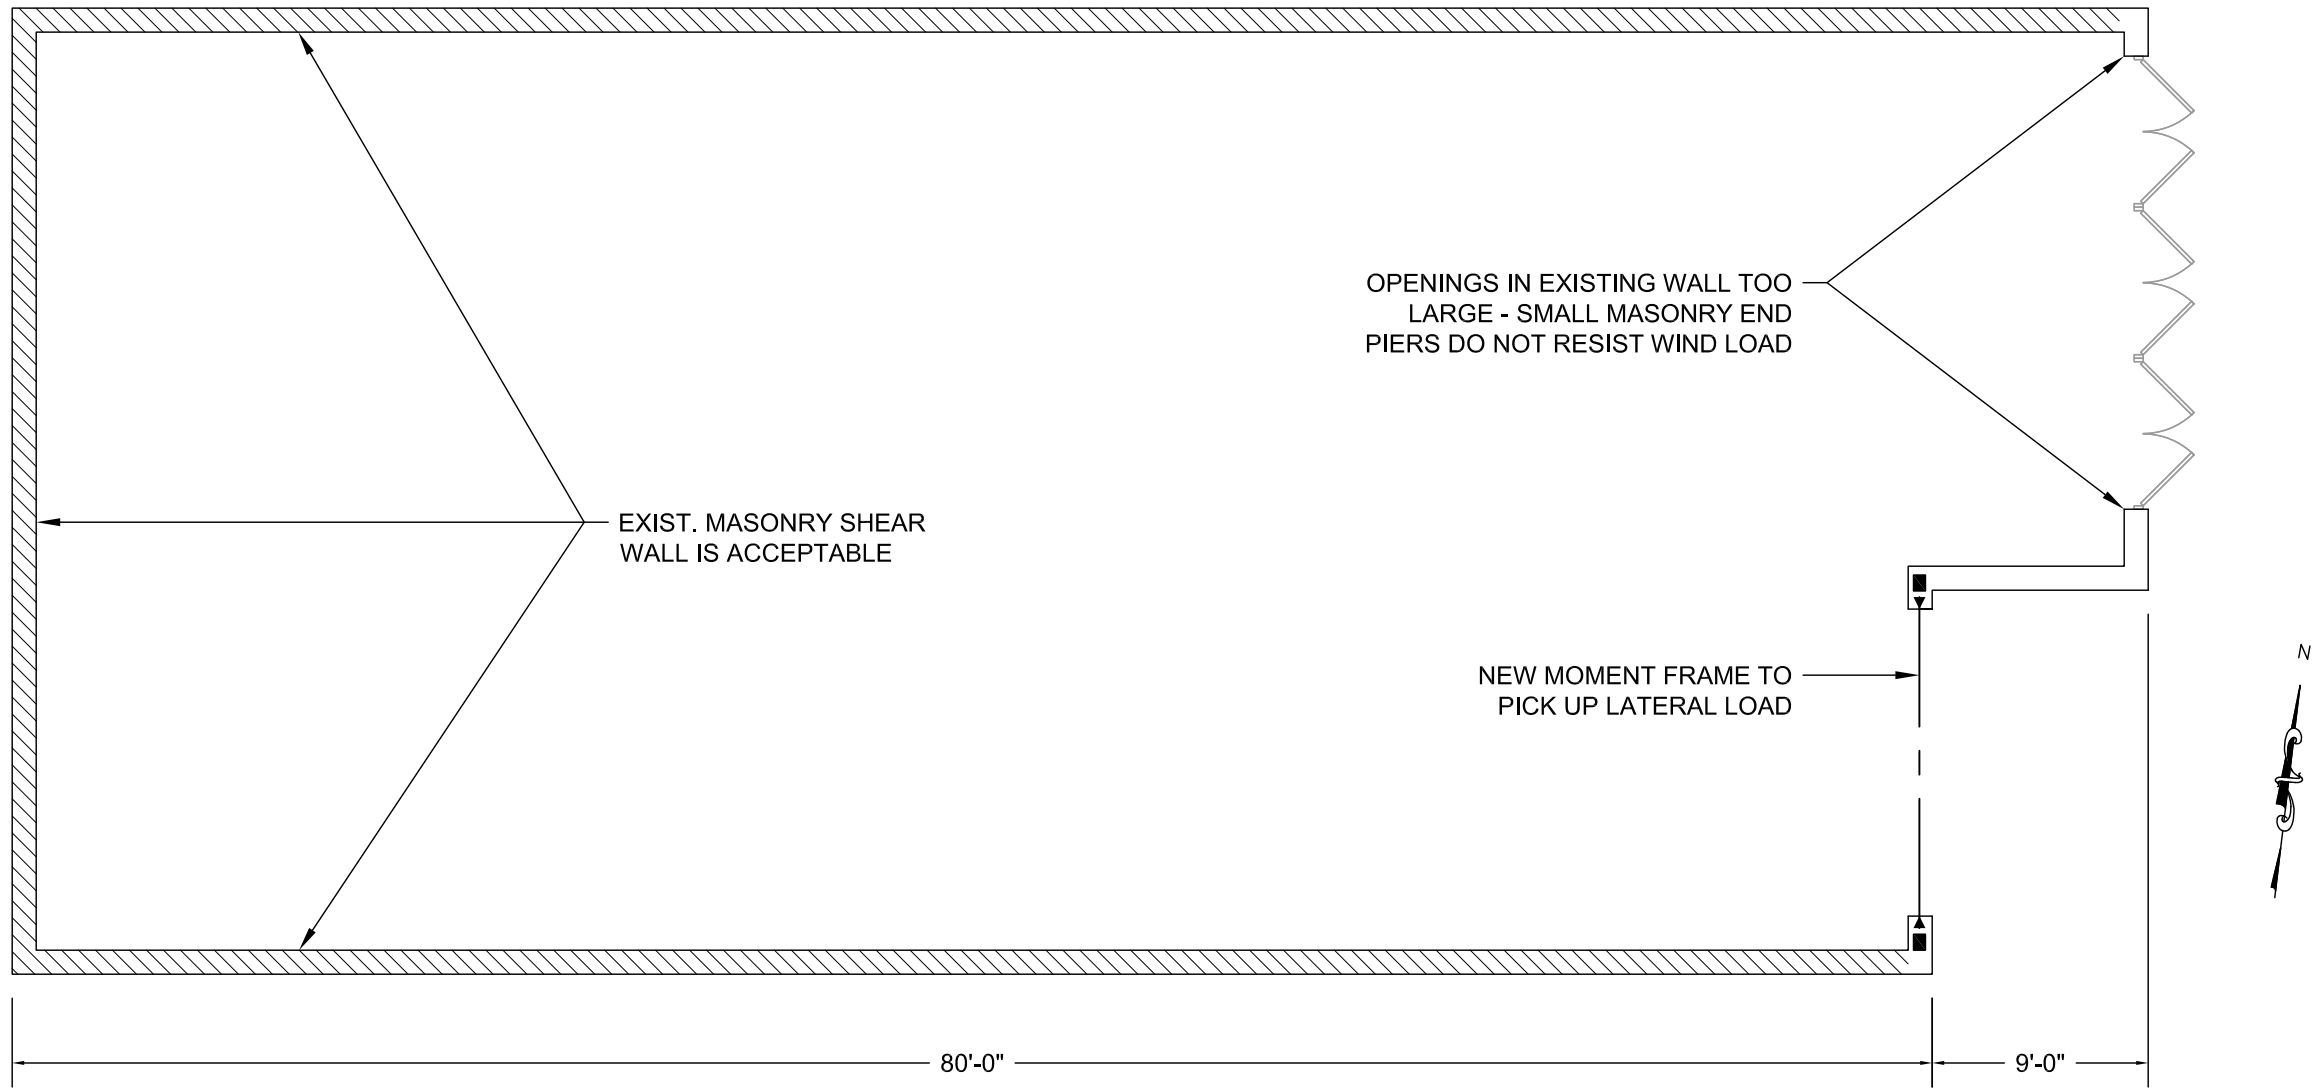 OPENINGS IN EXISTING WALL TOO
LARGE - SMALL MASONRY END
PIERS DO NOT RESIST WIND LOAD
EXIST. MASONRY SHEAR
WALL IS ACCEPTABLE
NEW MOMENT FRAME TO
PICK UP LATERAL LOAD
N
80'-0"
9'-0"